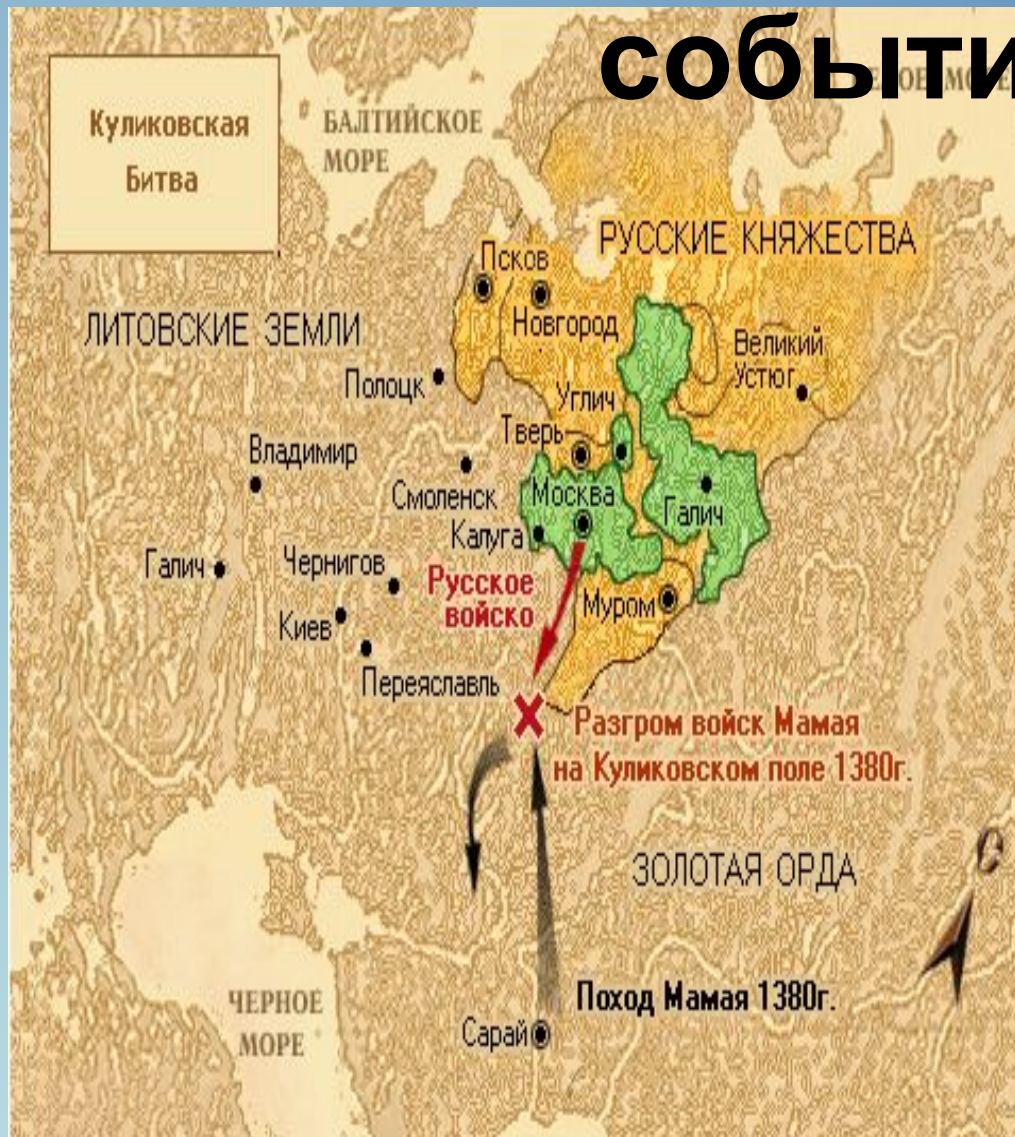 событи
Куликовская
Битва
БАЛТИЙСКОЕ
МОРЕ
РУССКИЕ КНЯЖЕСТВА
Псков
Новгород
ЛИТОВСКИЕ ЗЕМЛИ
Великий
Устюг
Полоцк
Углич
Тверь
Владимир
Смоленск
Москва
Галич
Калуга
Галич
Чернигов
Русское
войско
Муром
Киев
Переяславль
Разгром войск Мамая
на Куликовском поле 1380г.
ЗОЛОТАЯ ОРДА
С
Поход Мамая 1380г.
ЧЕРНОЕ
МОРЕ
Сарай